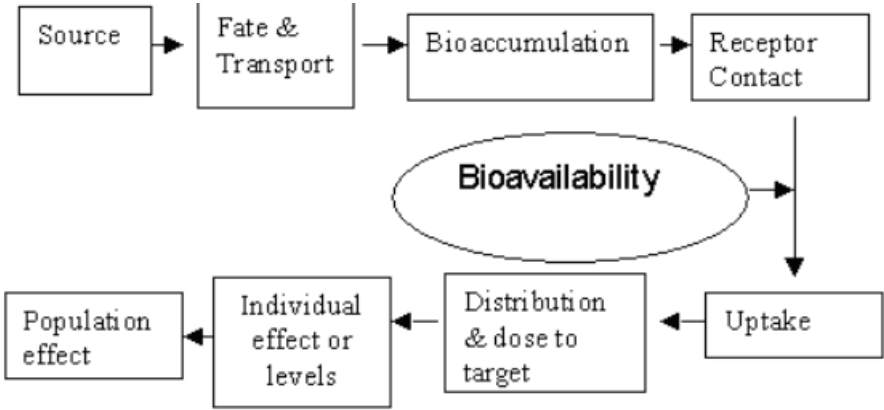 Source
Fate &
Transport
Bioaccumulation
Receptor
Contact
Bioavailability
Population
effect
Individual
effect or
levels
Distribution
& dose to
target
Uptake